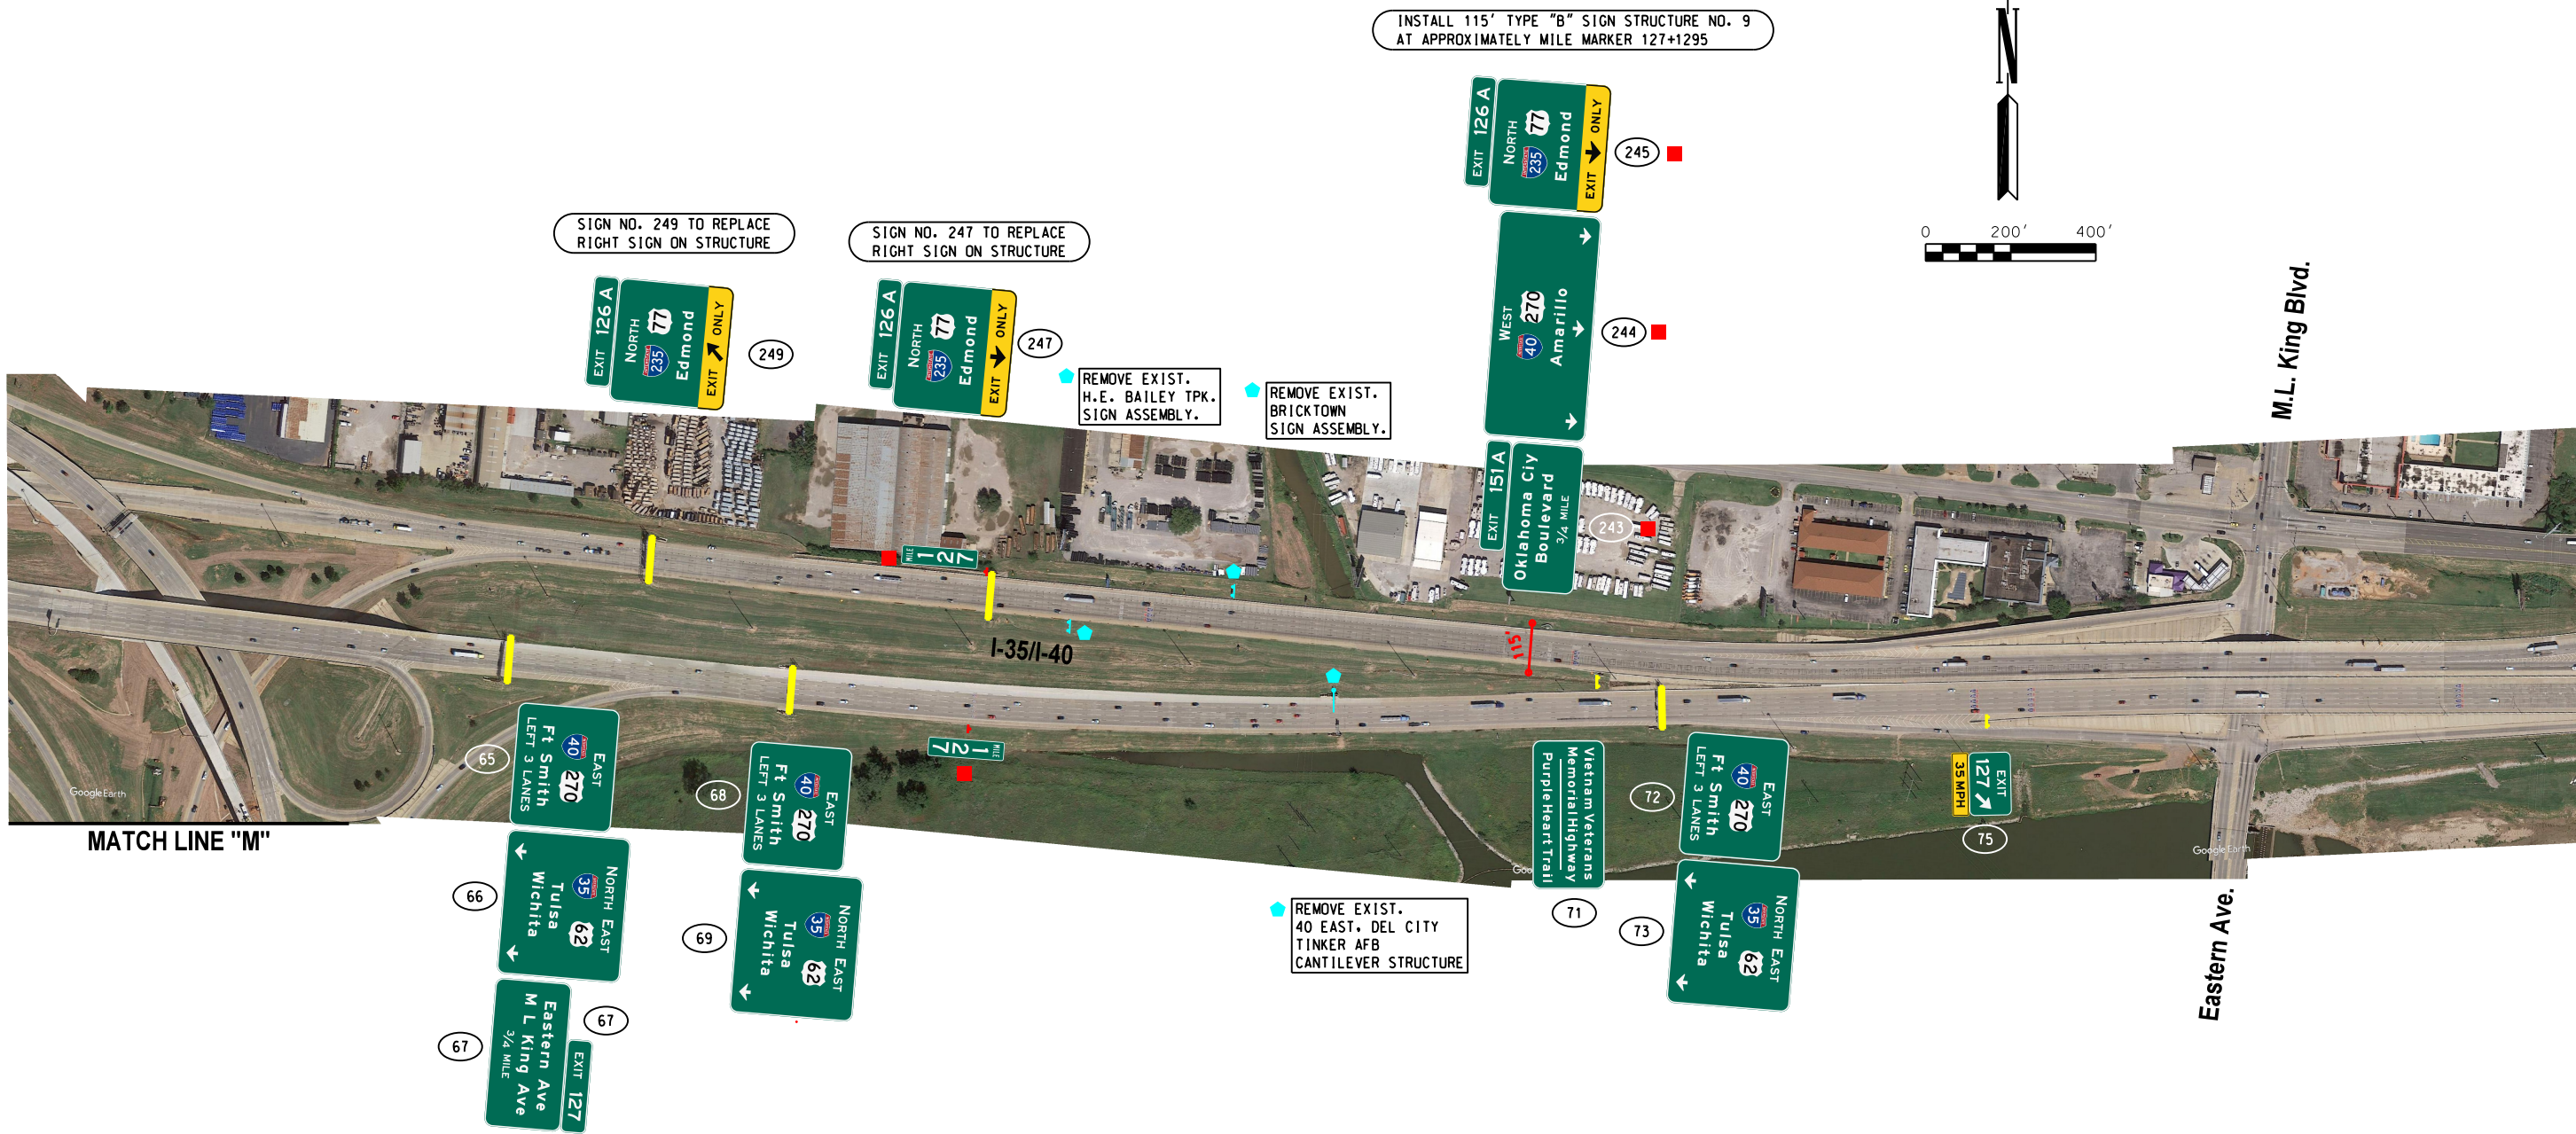 INSTALL 115' TYPE "B" SIGN STRUCTURE NO. 9
AT APPROXIMATELY MILE MARKER 127+1295
N
0 200' 400'
EXIT 126 A
NORTH
235 77
Edmond
EXIT ONLY
245
WEST
40 270
Amarillo
244
EXIT 151 A
Oklahoma Ciy
Boulevard
3/4 MILE
243
SIGN NO. 249 TO REPLACE
RIGHT SIGN ON STRUCTURE
EXIT 126 A
NORTH
235 77
Edmond
EXIT ONLY
249
SIGN NO. 247 TO REPLACE
RIGHT SIGN ON STRUCTURE
EXIT 126 A
NORTH
235 77
Edmond
EXIT ONLY
247
REMOVE EXIST.
H.E. BAILEY TPK.
SIGN ASSEMBLY.
REMOVE EXIST.
BRICKTOWN
SIGN ASSEMBLY.
M.L. King Blvd.
MILE
127
I-35/I-40
115'
MILE
127
Google Earth
MATCH LINE "M"
EAST
40 270
Ft Smith
LEFT 3 LANES
65
NORTH EAST
35 62
Tulsa
Wichita
66
EXIT 127
Eastern Ave
M L King Ave
3/4 MILE
67
67
EAST
40 270
Ft Smith
LEFT 3 LANES
68
NORTH EAST
35 62
Tulsa
Wichita
69
REMOVE EXIST.
40 EAST. DEL CITY
TINKER AFB
CANTILEVER STRUCTURE
Vietnam Veterans
Memorial Highway
Purple Heart Trail
71
EAST
40 270
Ft Smith
LEFT 3 LANES
72
NORTH EAST
35 62
Tulsa
Wichita
73
EXIT
127
35 MPH
75
Google Earth
Eastern Ave.